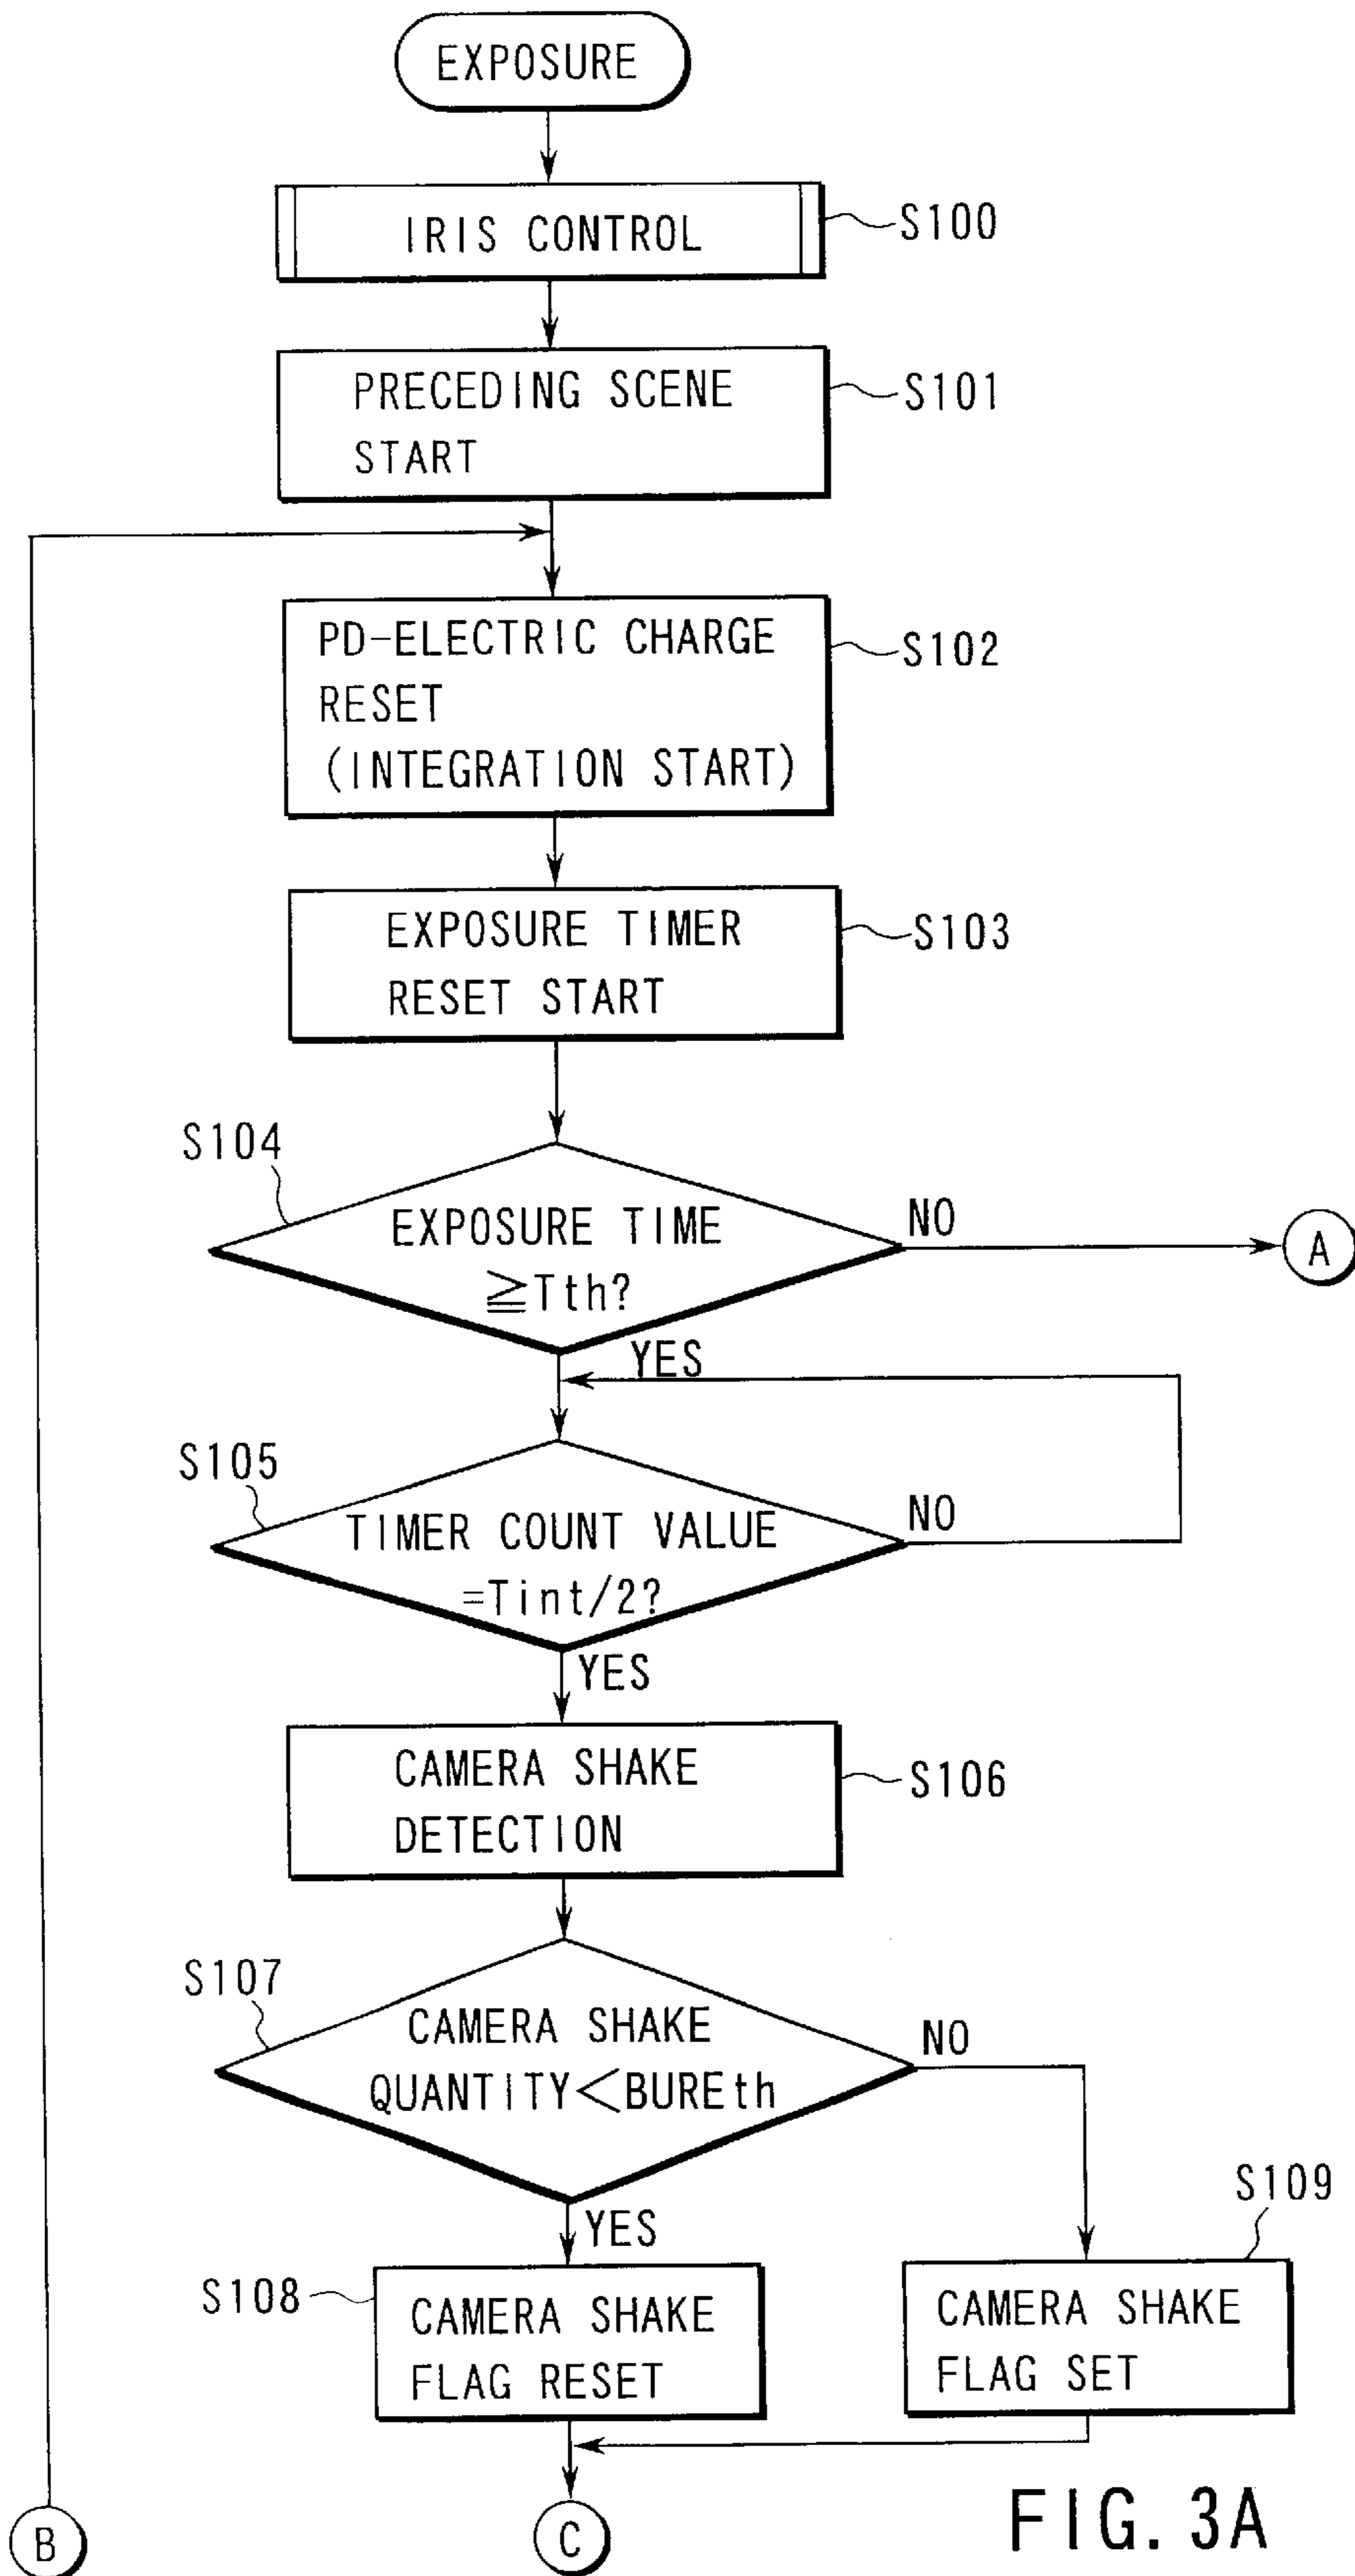 EXPOSURE
IRIS CONTROL
S100
PRECEDING SCENE
START
S101
PD-ELECTRIC CHARGE
RESET
(INTEGRATION START)
S102
EXPOSURE TIMER
RESET START
S103
S104
EXPOSURE TIME
≧Tth?
NO
A
YES
S105
TIMER COUNT VALUE
=Tint/2?
NO
YES
CAMERA SHAKE
DETECTION
S106
S107
CAMERA SHAKE
QUANTITY<BUREth
NO
YES
S108
CAMERA SHAKE
FLAG RESET
S109
CAMERA SHAKE
FLAG SET
B
C
FIG. 3A